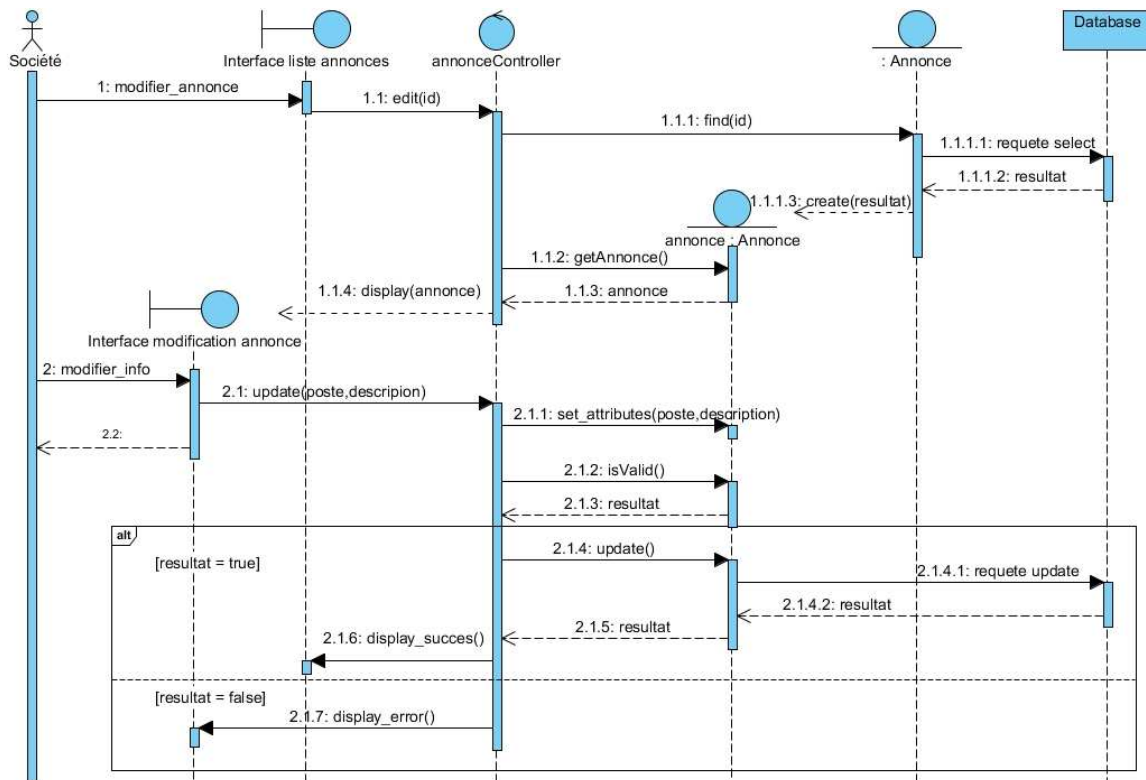 Société
Interface liste annonces
annonceController
: Annonce
Database
1: modifier_annonce
1.1: edit(id)
1.1.1: find(id)
1.1.1.1: requete select
1.1.1.2: resultat
1.1.1.3: create(resultat)
annonce : Annonce
1.1.2: getAnnonce()
1.1.3: annonce
1.1.4: display(annonce)
Interface modification annonce
2: modifier_info
2.1: update(poste,descripion)
2.1.1: set_attributes(poste,description)
2.2:
2.1.2: isValid()
2.1.3: resultat
alt
[resultat = true]
2.1.4: update()
2.1.4.1: requete update
2.1.4.2: resultat
2.1.5: resultat
2.1.6: display_succes()
[resultat = false]
2.1.7: display_error()